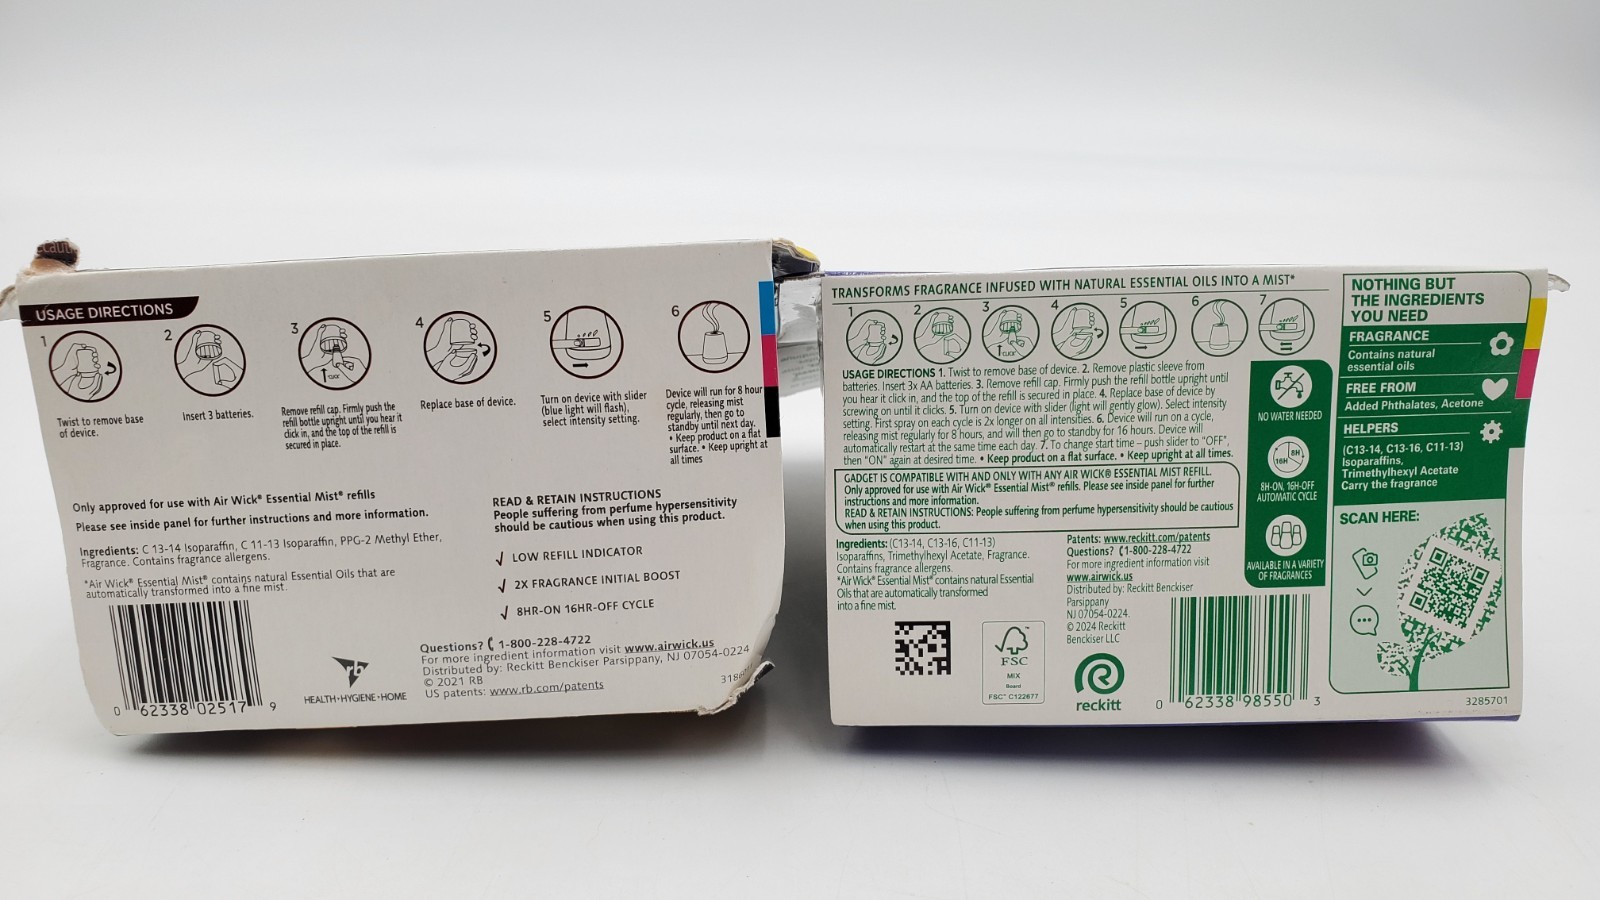 USAGE DIRECTIONS
1
2
3
4
5
6
CLICK
Twist to remove base
of device.
Insert 3 batteries.
Remove refill cap. Firmly push the
refill bottle upright until you hear it
click in, and the top of the refill is
secured in place.
Replace base of device.
Turn on device with slider
(blue light will flash),
select intensity setting.
Device will run for 8 hour
cycle, releasing mist
regularly, then go to
standby until next day.
• Keep product on a flat
surface. • Keep upright at
all times
Only approved for use with Air Wick® Essential Mist® refills
Please see inside panel for further instructions and more information.
Ingredients: C 13-14 Isoparaffin, C 11-13 Isoparaffin, PPG-2 Methyl Ether,
Fragrance. Contains fragrance allergens.
*Air Wick® Essential Mist® contains natural Essential Oils that are
automatically transformed into a fine mist.
READ & RETAIN INSTRUCTIONS
People suffering from perfume hypersensitivity
should be cautious when using this product.
✓ LOW REFILL INDICATOR
✓ 2X FRAGRANCE INITIAL BOOST
✓ 8HR-ON 16HR-OFF CYCLE
0 62338 02517 9
rb
HEALTH•HYGIENE•HOME
Questions? 1-800-228-4722
For more ingredient information visit www.airwick.us
Distributed by: Reckitt Benckiser Parsippany, NJ 07054-0224
© 2021 RB
US patents: www.rb.com/patents
TRANSFORMS FRAGRANCE INFUSED WITH NATURAL ESSENTIAL OILS INTO A MIST*
1
2
3
4
5
6
7
CLICK
USAGE DIRECTIONS 1. Twist to remove base of device. 2. Remove plastic sleeve from
batteries. Insert 3x AA batteries. 3. Remove refill cap. Firmly push the refill bottle upright until
you hear it click in, and the top of the refill is secured in place. 4. Replace base of device by
screwing on until it clicks. 5. Turn on device with slider (light will gently glow). Select intensity
setting. First spray on each cycle is 2x longer on all intensities. 6. Device will run on a cycle,
releasing mist regularly for 8 hours, and will then go to standby for 16 hours. Device will
automatically restart at the same time each day. 7. To change start time – push slider to "OFF",
then "ON" again at desired time. • Keep product on a flat surface. • Keep upright at all times.
GADGET IS COMPATIBLE WITH AND ONLY WITH ANY AIR WICK® ESSENTIAL MIST REFILL.
Only approved for use with Air Wick® Essential Mist® refills. Please see inside panel for further
instructions and more information.
READ & RETAIN INSTRUCTIONS: People suffering from perfume hypersensitivity should be cautious
when using this product.
Ingredients: (C13-14, C13-16, C11-13)
Isoparaffins, Trimethylhexyl Acetate, Fragrance.
Contains fragrance allergens.
*Air Wick® Essential Mist® contains natural Essential
Oils that are automatically transformed
into a fine mist.
Patents: www.reckitt.com/patents
Questions? 1-800-228-4722
For more ingredient information visit
www.airwick.us
Distributed by: Reckitt Benckiser
Parsippany
NJ 07054-0224.
© 2024 Reckitt
Benckiser LLC
FSC
MIX
Board
FSC® C122677
reckitt
0 62338 98550 3
NO WATER NEEDED
16H
8H
8H-ON, 16H-OFF
AUTOMATIC CYCLE
AVAILABLE IN A VARIETY
OF FRAGRANCES
NOTHING BUT
THE INGREDIENTS
YOU NEED
FRAGRANCE
Contains natural
essential oils
FREE FROM
Added Phthalates, Acetone
HELPERS
(C13-14, C13-16, C11-13)
Isoparaffins,
Trimethylhexyl Acetate
Carry the fragrance
SCAN HERE:
3285701